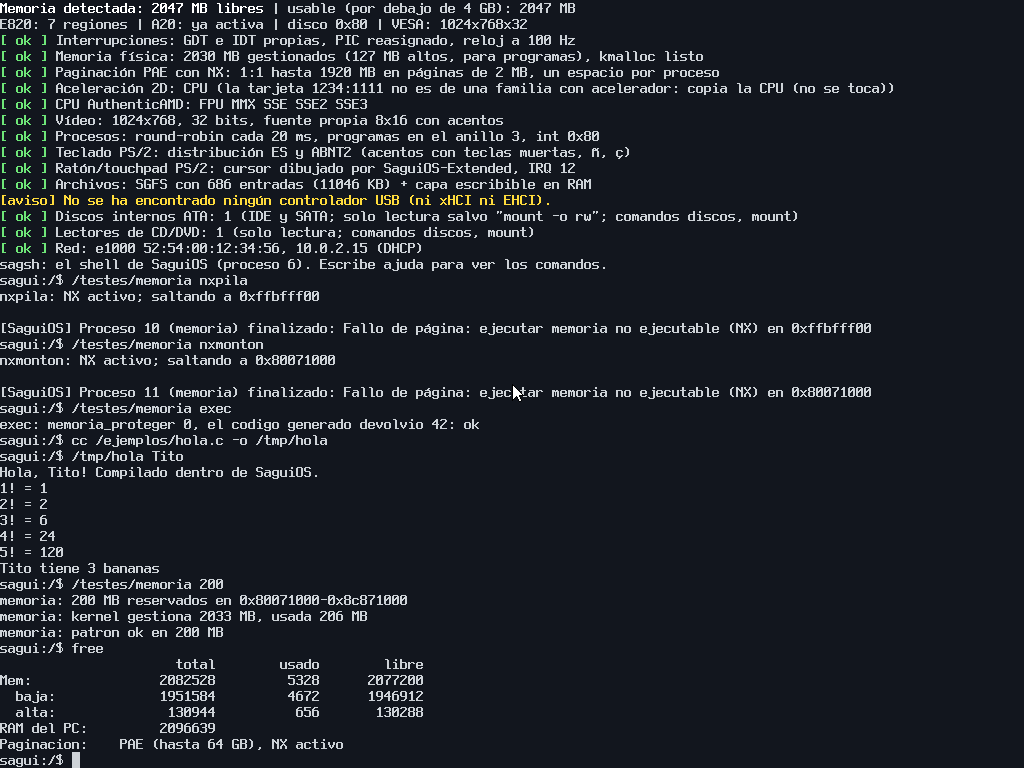 Memoria detectada: 2047 MB libres | usable (por debajo de 4 GB): 2047 MB
E820: 7 regiones | A20: ya activa | disco 0x80 | VESA: 1024x768x32
[ ok ] Interrupciones: GDT e IDT propias, PIC reasignado, reloj a 100 Hz
[ ok ] Memoria física: 2030 MB gestionados (127 MB altos, para programas), kmalloc listo
[ ok ] Paginación PAE con NX: 1:1 hasta 1920 MB en páginas de 2 MB, un espacio por proceso
[ ok ] Aceleración 2D: CPU (la tarjeta 1234:1111 no es de una familia con acelerador: copia la CPU (no se toca))
[ ok ] CPU AuthenticAMD: FPU MMX SSE SSE2 SSE3
[ ok ] Vídeo: 1024x768, 32 bits, fuente propia 8x16 con acentos
[ ok ] Procesos: round-robin cada 20 ms, programas en el anillo 3, int 0x80
[ ok ] Teclado PS/2: distribución ES y ABNT2 (acentos con teclas muertas, ñ, ç)
[ ok ] Ratón/touchpad PS/2: cursor dibujado por SaguiOS-Extended, IRQ 12
[ ok ] Archivos: SGFS con 686 entradas (11046 KB) + capa escribible en RAM
[aviso] No se ha encontrado ningún controlador USB (ni xHCI ni EHCI).
[ ok ] Discos internos ATA: 1 (IDE y SATA; solo lectura salvo "mount -o rw"; comandos discos, mount)
[ ok ] Lectores de CD/DVD: 1 (solo lectura; comandos discos, mount)
[ ok ] Red: e1000 52:54:00:12:34:56, 10.0.2.15 (DHCP)
sagsh: el shell de SaguiOS (proceso 6). Escribe ayuda para ver los comandos.
sagui:/$ /testes/memoria nxpila
nxpila: NX activo; saltando a 0xffbfff00
[SaguiOS] Proceso 10 (memoria) finalizado: Fallo de página: ejecutar memoria no ejecutable (NX) en 0xffbfff00
sagui:/$ /testes/memoria nxmonton
nxmonton: NX activo; saltando a 0x80071000
[SaguiOS] Proceso 11 (memoria) finalizado: Fallo de página: ejecutar memoria no ejecutable (NX) en 0x80071000
sagui:/$ /testes/memoria exec
exec: memoria_proteger 0, el codigo generado devolvio 42: ok
sagui:/$ cc /ejemplos/hola.c -o /tmp/hola
sagui:/$ /tmp/hola Tito
Hola, Tito! Compilado dentro de SaguiOS.
1! = 1
2! = 2
3! = 6
4! = 24
5! = 120
Tito tiene 3 bananas
sagui:/$ /testes/memoria 200
memoria: 200 MB reservados en 0x80071000-0x8c871000
memoria: kernel gestiona 2033 MB, usada 206 MB
memoria: patron ok en 200 MB
sagui:/$ free
total usado libre
Mem: 2082528 5328 2077200
baja: 1951584 4672 1946912
alta: 130944 656 130288
RAM del PC: 2096639
Paginacion: PAE (hasta 64 GB), NX activo
sagui:/$